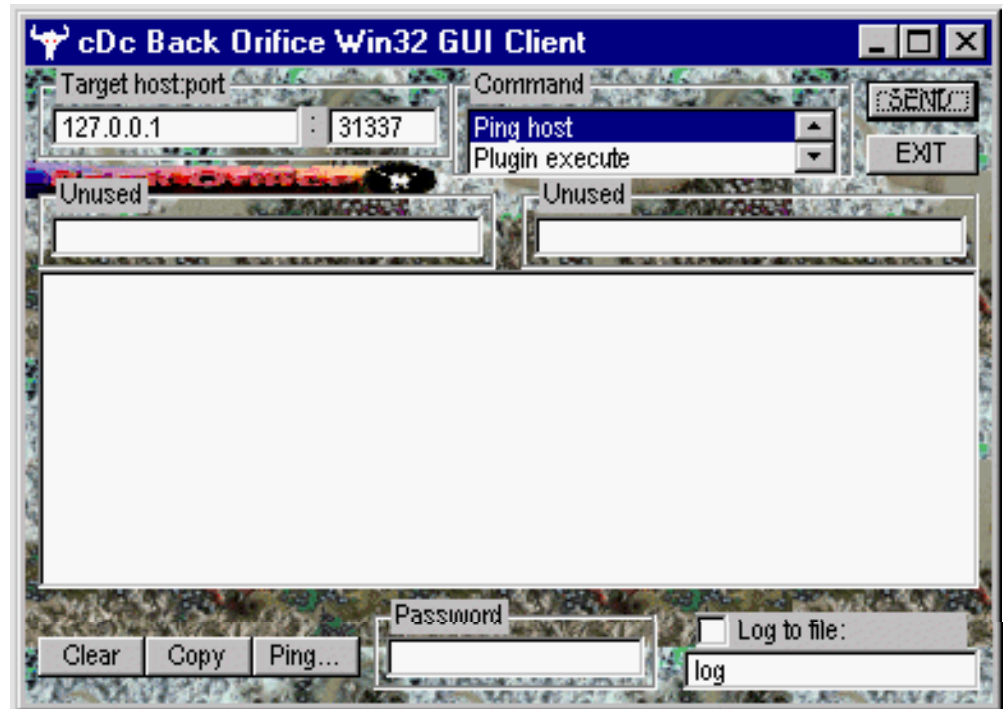 cDc Back Orifice Win32 GUI Client
Target host:port
127.0.0.1 : 31337
Command
Ping host
Plugin execute
SEND
EXIT
Unused
Unused
Clear
Copy
Ping...
Password
Log to file:
log